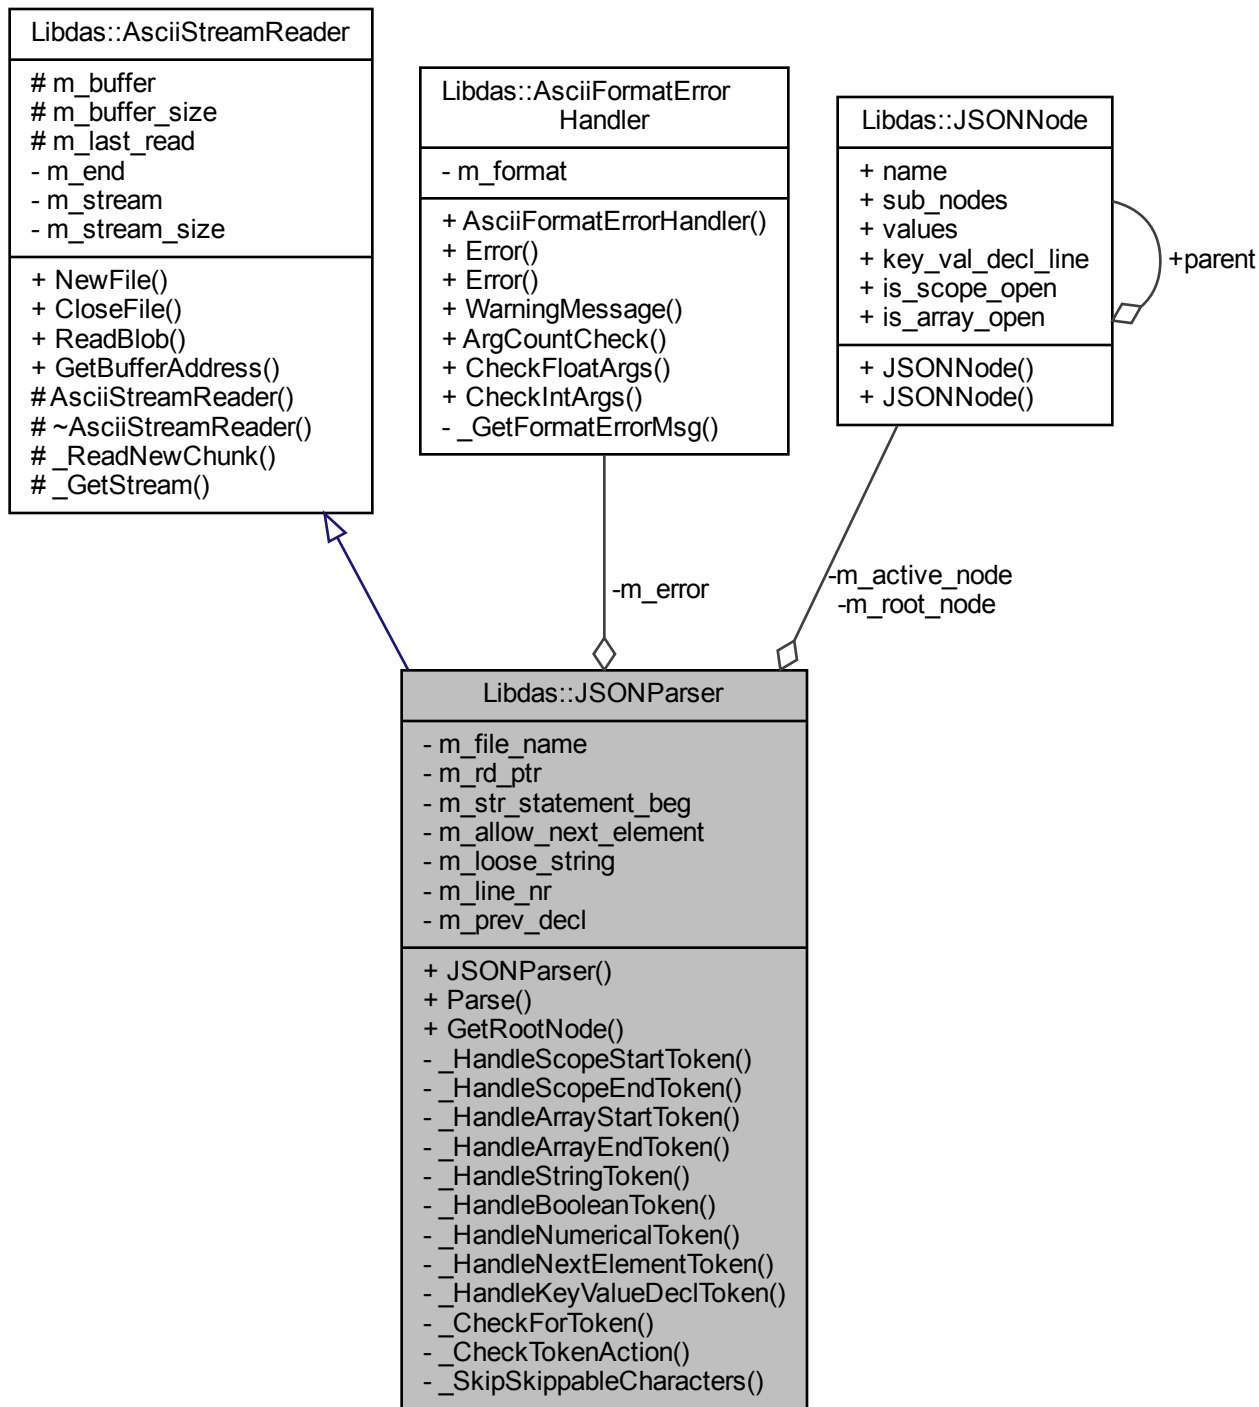 Libdas::AsciiStreamReader
# m_buffer
# m_buffer_size
# m_last_read
- m_end
- m_stream
- m_stream_size
+ NewFile()
+ CloseFile()
+ ReadBlob()
+ GetBufferAddress()
# AsciiStreamReader()
# ~AsciiStreamReader()
# _ReadNewChunk()
# _GetStream()
Libdas::AsciiFormatError
Handler
- m_format
+ AsciiFormatErrorHandler()
+ Error()
+ Error()
+ WarningMessage()
+ ArgCountCheck()
+ CheckFloatArgs()
+ CheckIntArgs()
- _GetFormatErrorMsg()
Libdas::JSONNode
+ name
+ sub_nodes
+ values
+ key_val_decl_line
+ is_scope_open
+ is_array_open
+ JSONNode()
+ JSONNode()
+parent
-m_error
-m_active_node
-m_root_node
Libdas::JSONParser
- m_file_name
- m_rd_ptr
- m_str_statement_beg
- m_allow_next_element
- m_loose_string
- m_line_nr
- m_prev_decl
+ JSONParser()
+ Parse()
+ GetRootNode()
- _HandleScopeStartToken()
- _HandleScopeEndToken()
- _HandleArrayStartToken()
- _HandleArrayEndToken()
- _HandleStringToken()
- _HandleBooleanToken()
- _HandleNumericalToken()
- _HandleNextElementToken()
- _HandleKeyValueDeclToken()
- _CheckForToken()
- _CheckTokenAction()
- _SkipSkippableCharacters()